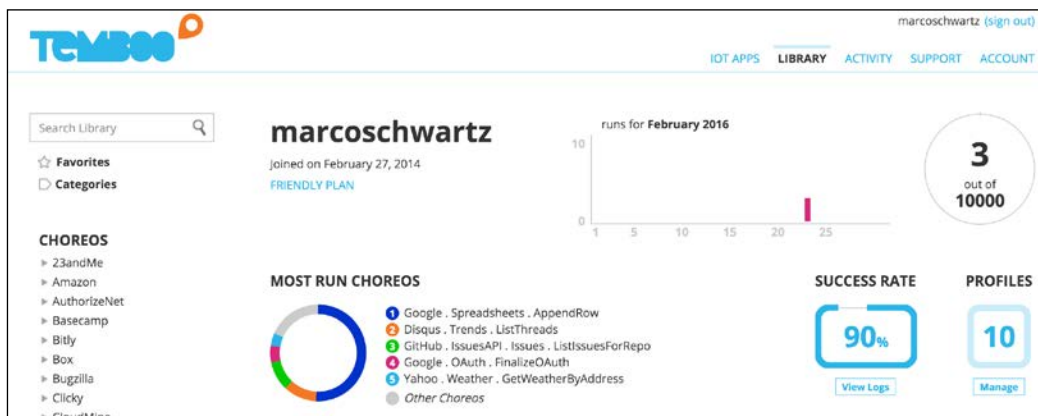 marcoschwartz (sign out)
TEMBOO
IOT APPS LIBRARY ACTIVITY SUPPORT ACCOUNT
Search Library
Favorites
Categories
CHOREOS
23andMe
Amazon
AuthorizeNet
Basecamp
Bitly
Box
Bugzilla
Clicky
CloudMine
marcoschwartz
Joined on February 27, 2014
FRIENDLY PLAN
runs for February 2016
10
0
1 5 10 15 20 25
3
out of
10000
MOST RUN CHOREOS
1 Google . Spreadsheets . AppendRow
2 Disqus . Trends . ListThreads
3 GitHub . IssuesAPI . Issues . ListIssuesForRepo
4 Google . OAuth . FinalizeOAuth
5 Yahoo . Weather . GetWeatherByAddress
Other Choreos
SUCCESS RATE
90%
View Logs
PROFILES
10
Manage